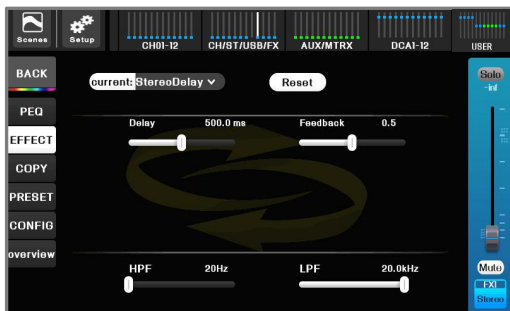 Scenes
Setup
CH01-12
CH/ST/USB/FX
AUX/MTRX
DCA1-12
USER
BACK
current: StereoDelay
Reset
Solo
-inf
PEQ
Delay 500.0 ms
Feedback 0.5
EFFECT
COPY
PRESET
CONFIG
overview
HPF 20Hz
LPF 20.0kHz
Mute
FX1
Stereo